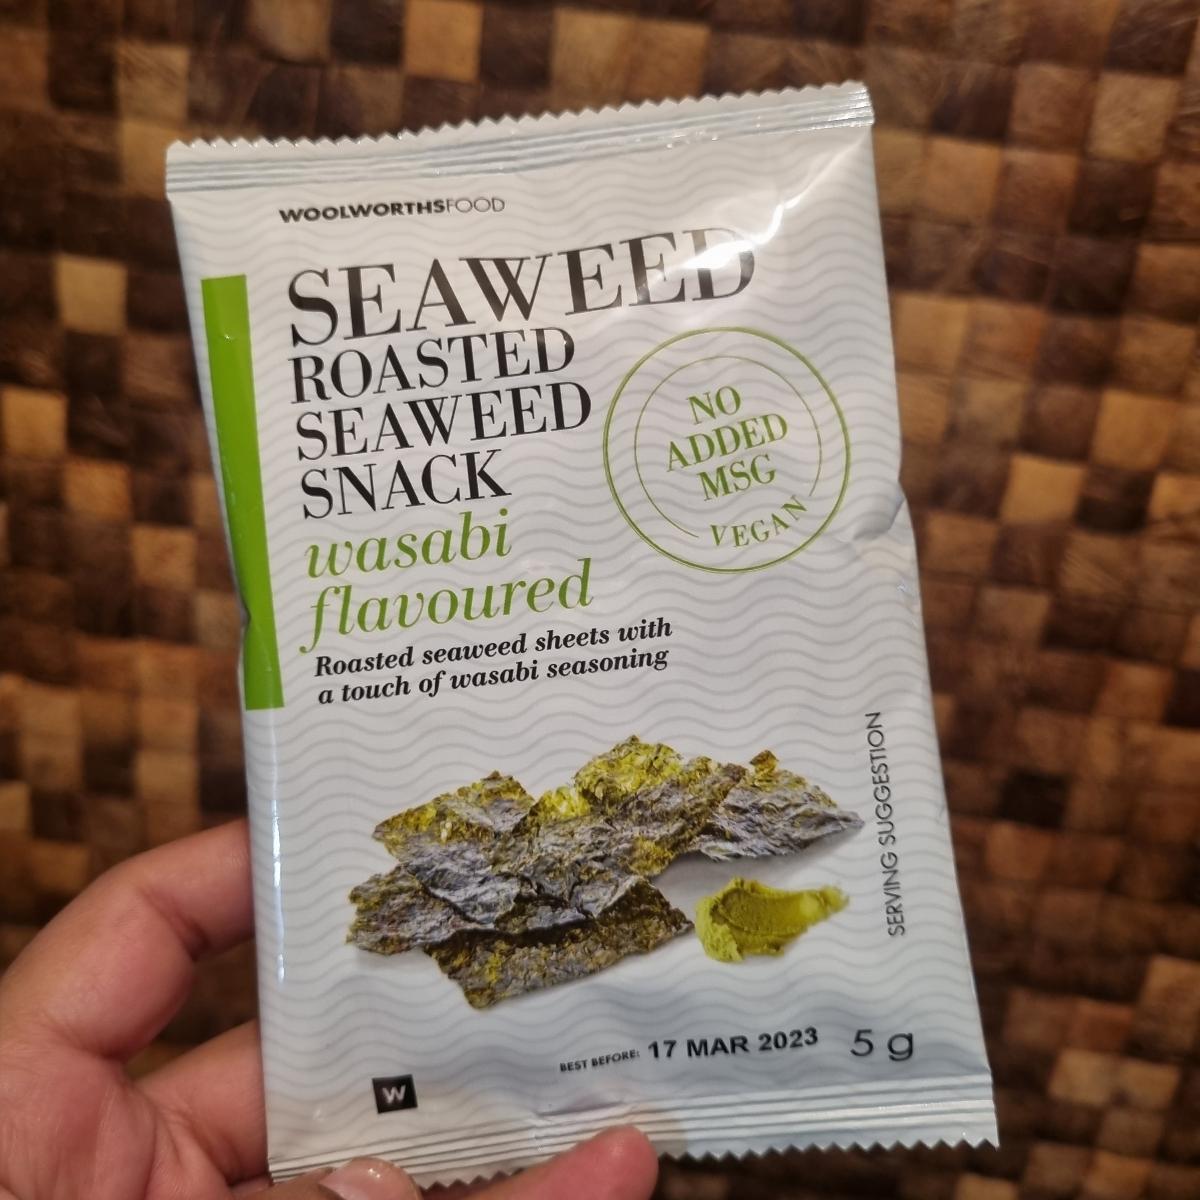 WOOLWORTHSFOOD
SEAWEED
ROASTED
SEAWEED
SNACK
wasabi
flavoured
Roasted seaweed sheets with
a touch of wasabi seasoning
NO
ADDED
MSG
VEGAN
SERVING SUGGESTION
BEST BEFORE: 17 MAR 2023 5 g
W